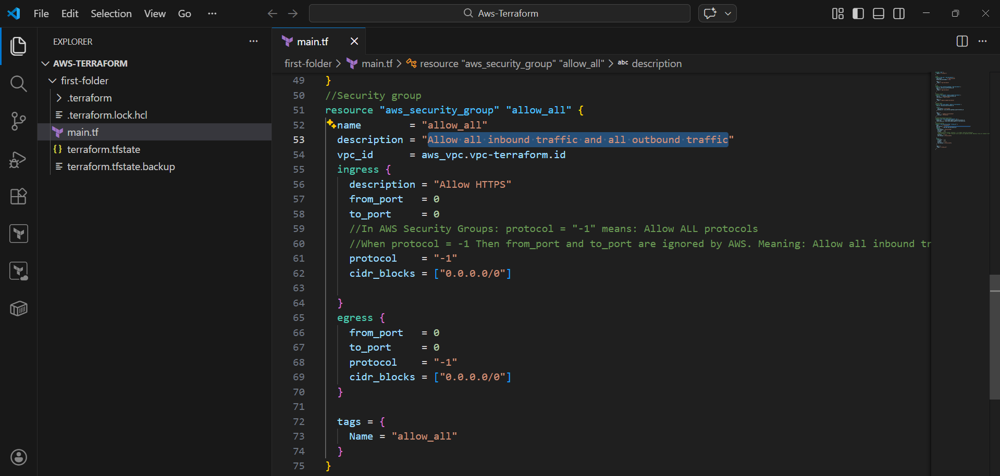 File Edit Selection View Go
Aws-Terraform
EXPLORER
AWS-TERRAFORM
first-folder
.terraform
.terraform.lock.hcl
main.tf
terraform.tfstate
terraform.tfstate.backup
main.tf
first-folder > main.tf > resource "aws_security_group" "allow_all" > abc description
49 }
50 //Security group
51 resource "aws_security_group" "allow_all" {
52 name = "allow_all"
53 description = "Allow all inbound traffic and all outbound traffic"
54 vpc_id = aws_vpc.vpc-terraform.id
55 ingress {
56 description = "Allow HTTPS"
57 from_port = 0
58 to_port = 0
59 //In AWS Security Groups: protocol = "-1" means: Allow ALL protocols
60 //When protocol = -1 Then from_port and to_port are ignored by AWS. Meaning: Allow all inbound tr
61 protocol = "-1"
62 cidr_blocks = ["0.0.0.0/0"]
63
64 }
65 egress {
66 from_port = 0
67 to_port = 0
68 protocol = "-1"
69 cidr_blocks = ["0.0.0.0/0"]
70 }
71
72 tags = {
73 Name = "allow_all"
74 }
75 }